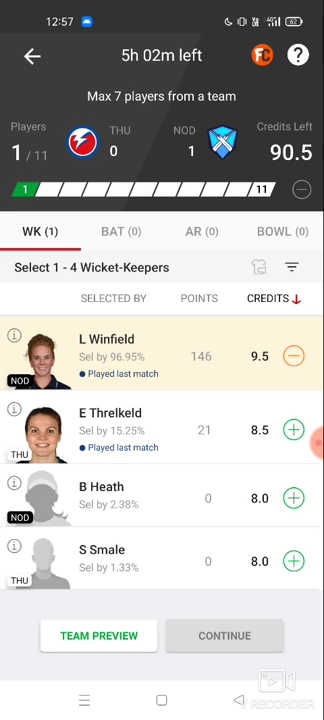 12:57
62
5h 02m left
FC
?
Max 7 players from a team
Players
1 / 11
THU
0
NOD
1
Credits Left
90.5
1
11
WK (1)
BAT (0)
AR (0)
BOWL (0)
Select 1 - 4 Wicket-Keepers
SELECTED BY
POINTS
CREDITS
L Winfield
Sel by 96.95%
Played last match
146
9.5
NOD
E Threlkeld
Sel by 15.25%
Played last match
21
8.5
THU
B Heath
Sel by 2.38%
0
8.0
NOD
S Smale
Sel by 1.33%
0
8.0
THU
TEAM PREVIEW
CONTINUE
RECORDER